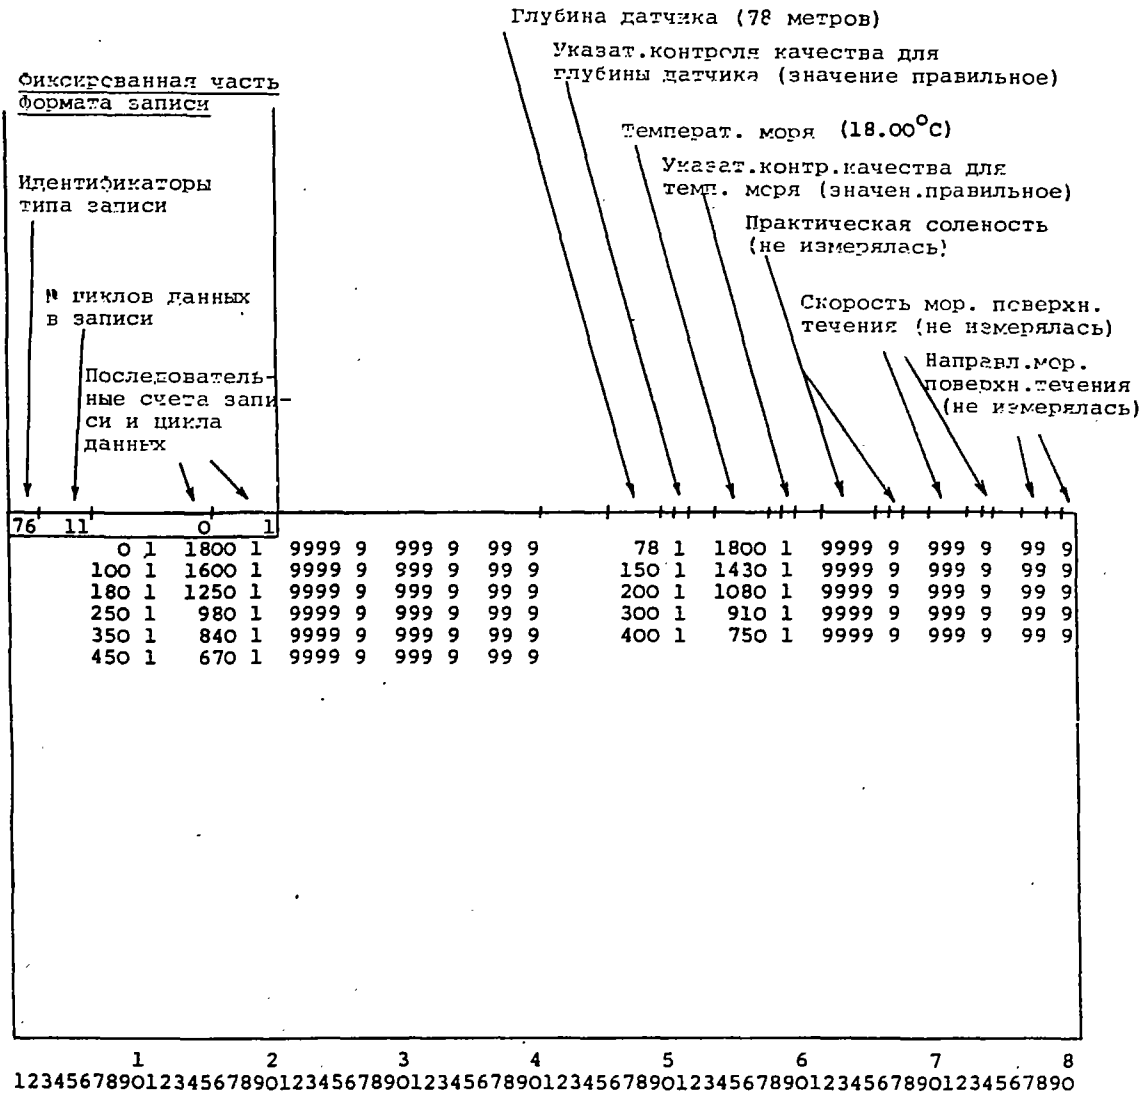 Глубина датчика (78 метров)
Указат.контроля качества для
глубины датчика (значение правильное)
Фиксированная часть
формата записи
Температ. моря (18.00°C)
Указат.контр.качества для
темп. моря (значен.правильное)
Идентификаторы
типа записи
Практическая соленость
(не измерялась)
№ циклов данных
в записи
Скорость мор. поверхн.
течения (не измерялась)
Последователь-
ные счета запи-
си и цикла
данных
Направл.мор.
поверхн.течения
(не измерялась)
76 11 0 1
0 1 1800 1 9999 9 999 9 99 9 78 1 1800 1 9999 9 999 9 99 9
100 1 1600 1 9999 9 999 9 99 9 150 1 1430 1 9999 9 999 9 99 9
180 1 1250 1 9999 9 999 9 99 9 200 1 1080 1 9999 9 999 9 99 9
250 1 980 1 9999 9 999 9 99 9 300 1 910 1 9999 9 999 9 99 9
350 1 840 1 9999 9 999 9 99 9 400 1 750 1 9999 9 999 9 99 9
450 1 670 1 9999 9 999 9 99 9
1 2 3 4 5 6 7 8
12345678901234567890123456789012345678901234567890123456789012345678901234567890